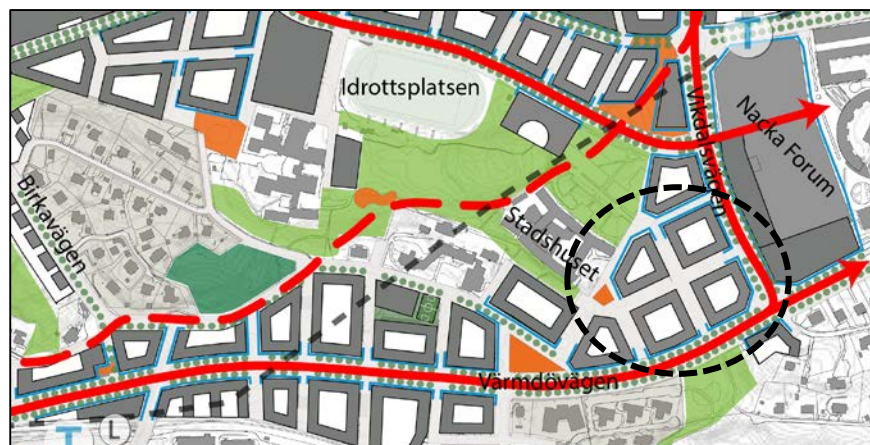 T
Idrottsplatsen
Vikdalsvägen
Nacka Forum
Birkavägen
Stadshuset
Värmdövägen
T
L